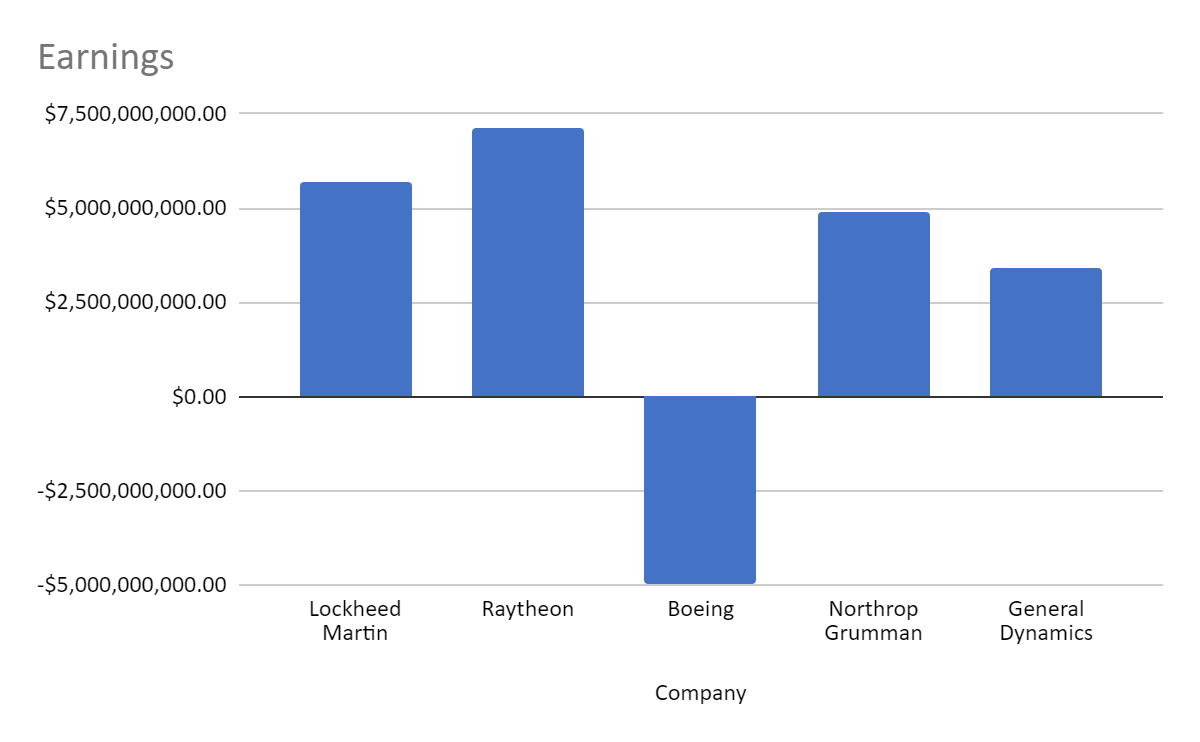 Earnings
$7,500,000,000.00
$5,000,000,000.00
$2,500,000,000.00
$0.00
-$2,500,000,000.00
-$5,000,000,000.00
Lockheed
Martin
Raytheon
Boeing
Northrop
Grumman
General
Dynamics
Company